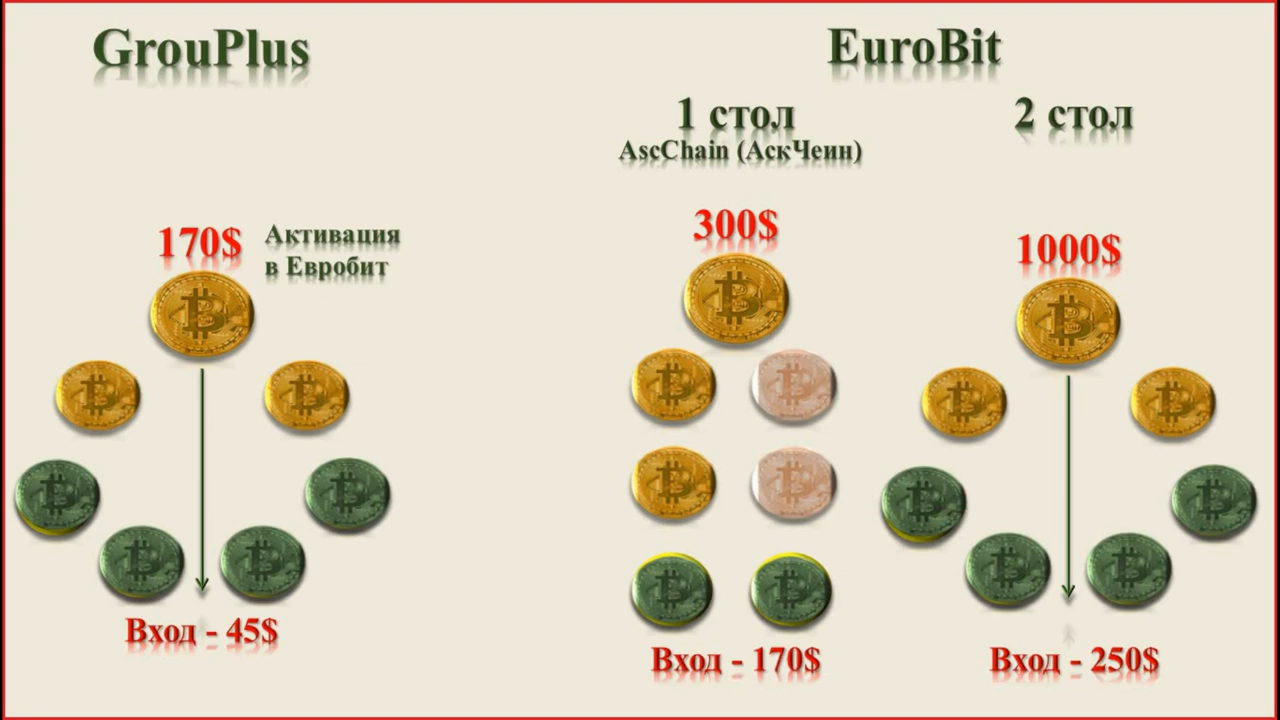 GrouPlus
EuroBit
1 стол
2 стол
AscChain (АскЧеин)
170$
Активация
в Евробит
300$
1000$
Вход - 45$
Вход - 170$
Вход - 250$